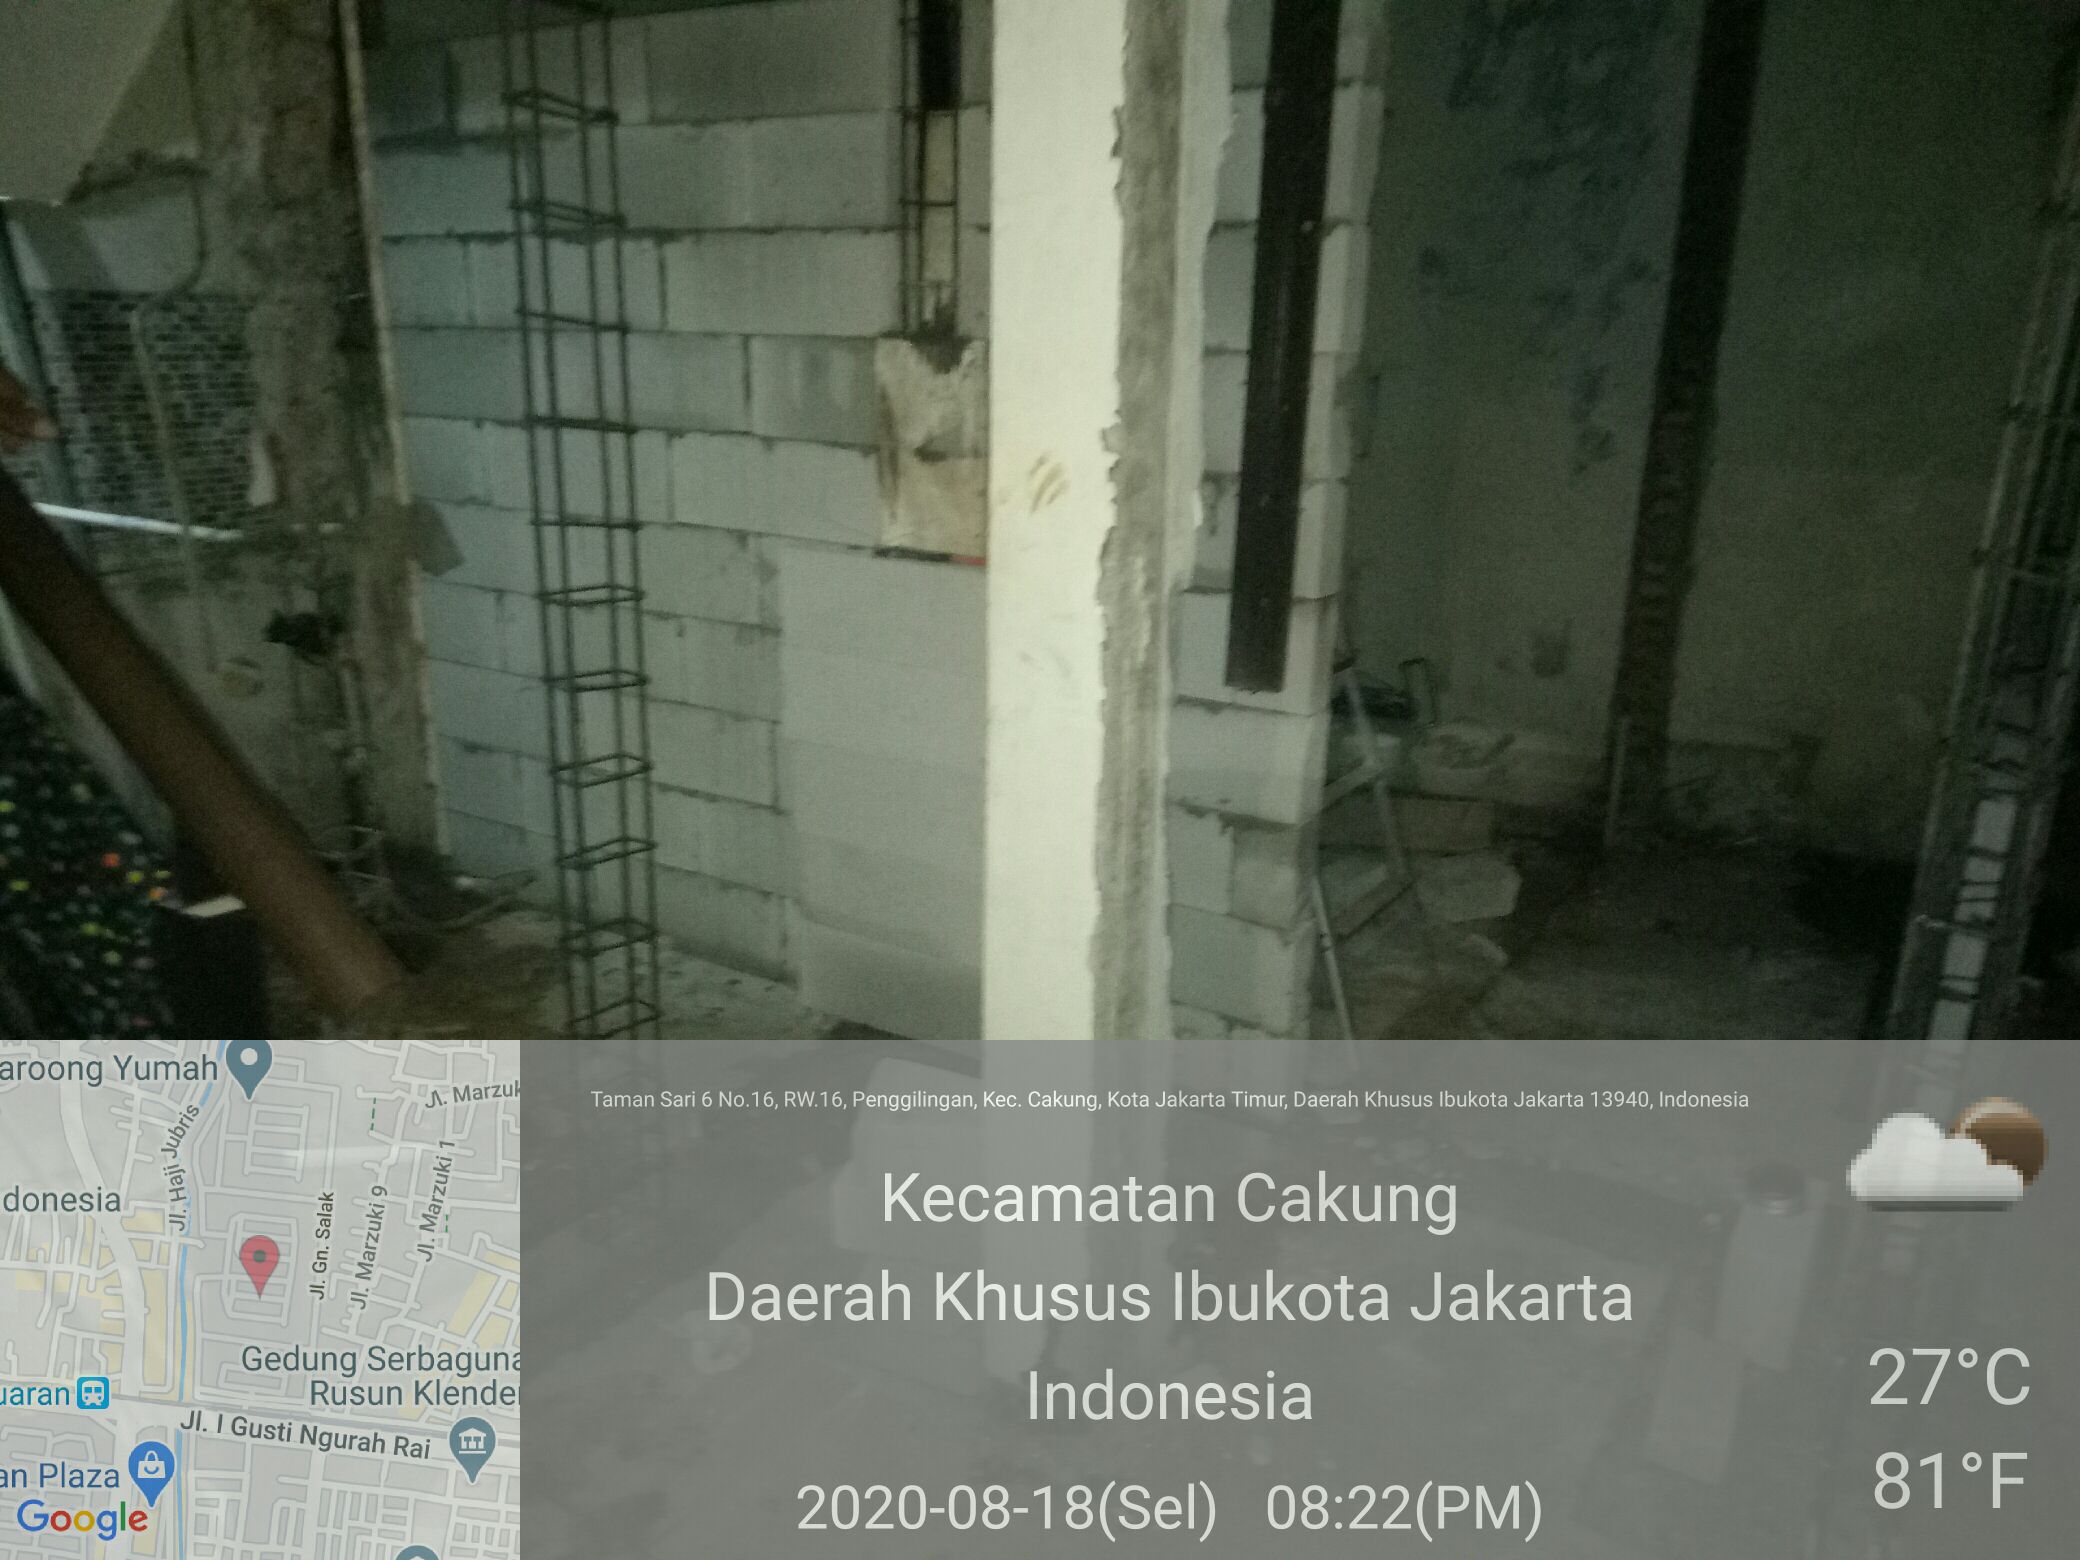 Taman Sari 6 No.16, RW.16, Penggilingan, Kec. Cakung, Kota Jakarta Timur, Daerah Khusus Ibukota Jakarta 13940, Indonesia
Kecamatan Cakung
Daerah Khusus Ibukota Jakarta
Indonesia
2020-08-18(Sel) 08:22(PM)
27°C
81°F
aroong Yumah
Jl. Marzuk
Jl. Haji Jubris
donesia
Jl. Gn. Salak
Jl. Marzuki 9
Jl. Marzuki 1
Gedung Serbaguna
Rusun Klender
uaran
Jl. I Gusti Ngurah Rai
an Plaza
Google